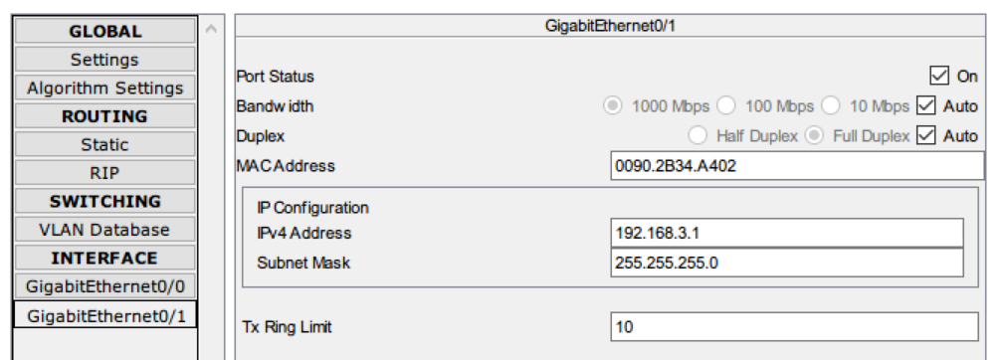 GLOBAL
Settings
Algorithm Settings
ROUTING
Static
RIP
SWITCHING
VLAN Database
INTERFACE
GigabitEthernet0/0
GigabitEthernet0/1
GigabitEthernet0/1
Port Status On
Bandwidth 1000 Mbps 100 Mbps 10 Mbps Auto
Duplex Half Duplex Full Duplex Auto
MAC Address 0090.2B34.A402
IP Configuration
IPv4 Address 192.168.3.1
Subnet Mask 255.255.255.0
Tx Ring Limit 10